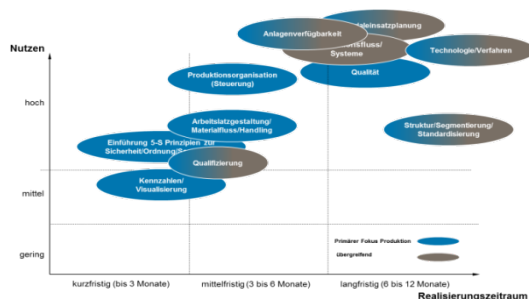 Nutzen
hoch
mittel
gering
Anlagenverfügbarkeit
Systeme
Technologie/Verfahren
Qualität
Produktionsorganisation
(Steuerung)
Arbeitslatzgestaltung/
Materialfluss/Handling
Struktur/Segmentierung/
Standardisierung
Einführung 5-S Prinzipien zur
Sicherheit/Ordnung/
Qualifizierung
Kennzahlen/
Visualisierung
Primärer Fokus Produktion
übergreifend
kurzfristig (bis 3 Monate)
mittelfristig (3 bis 6 Monate)
langfristig (6 bis 12 Monate)
Realisierungszeitraum